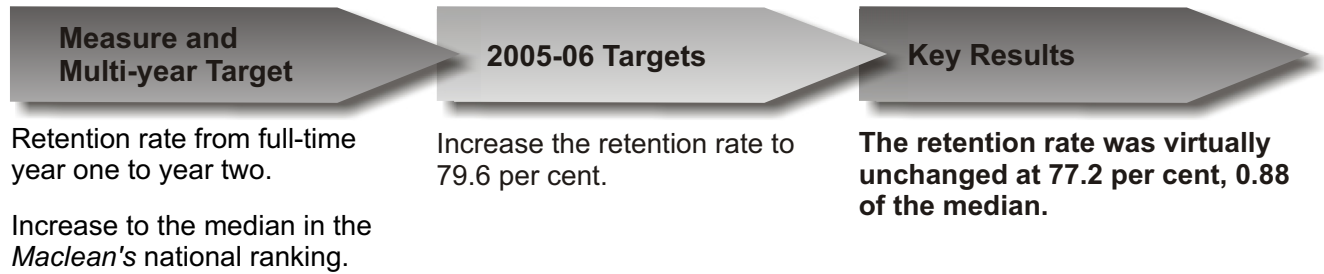 Measure and
Multi-year Target
Retention rate from full-time
year one to year two.
Increase to the median in the
Maclean's national ranking.
2005-06 Targets
Increase the retention rate to
79.6 per cent.
Key Results
The retention rate was virtually
unchanged at 77.2 per cent, 0.88
of the median.